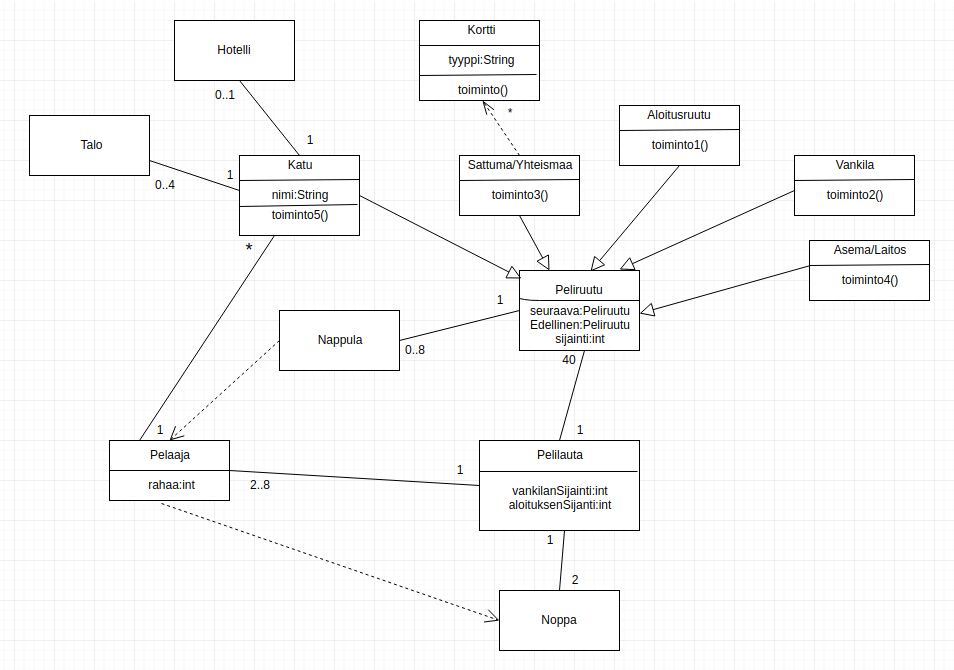 Hotelli
0..1
1
Kortti
tyyppi:String
toiminto()
*
Talo
0..4
1
Katu
nimi:String
toiminto5()
*
Sattuma/Yhteismaa
toiminto3()
Aloitusruutu
toiminto1()
Vankila
toiminto2()
Asema/Laitos
toiminto4()
Peliruutu
seuraava:Peliruutu
Edellinen:Peliruutu
sijainti:int
1
0..8
40
Nappula
1
1
Pelaaja
rahaa:int
2..8
1
Pelilauta
vankilanSijainti:int
aloituksenSijanti:int
1
2
Noppa